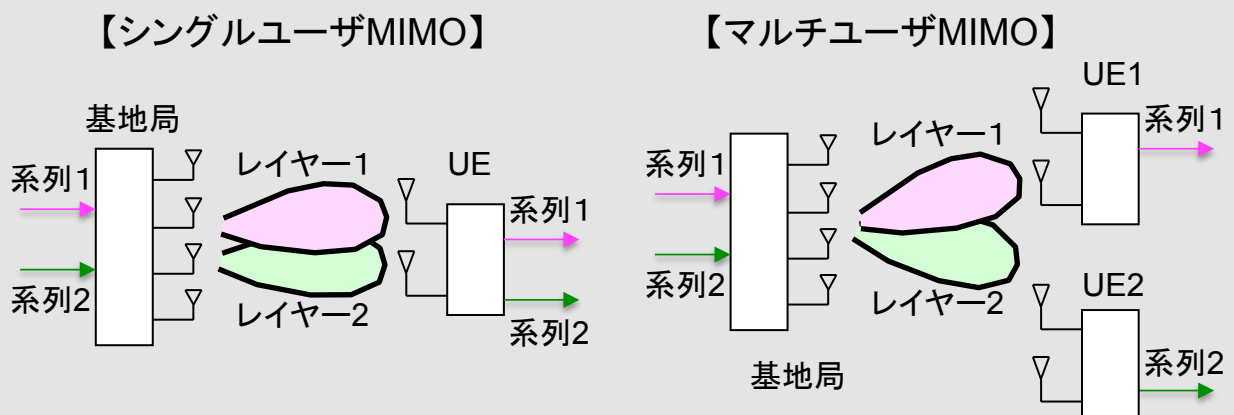 【シングルユーザMIMO】
基地局
系列1
系列2
レイヤー1
レイヤー2
UE
系列1
系列2
【マルチユーザMIMO】
系列1
系列2
基地局
レイヤー1
レイヤー2
UE1
系列1
UE2
系列2